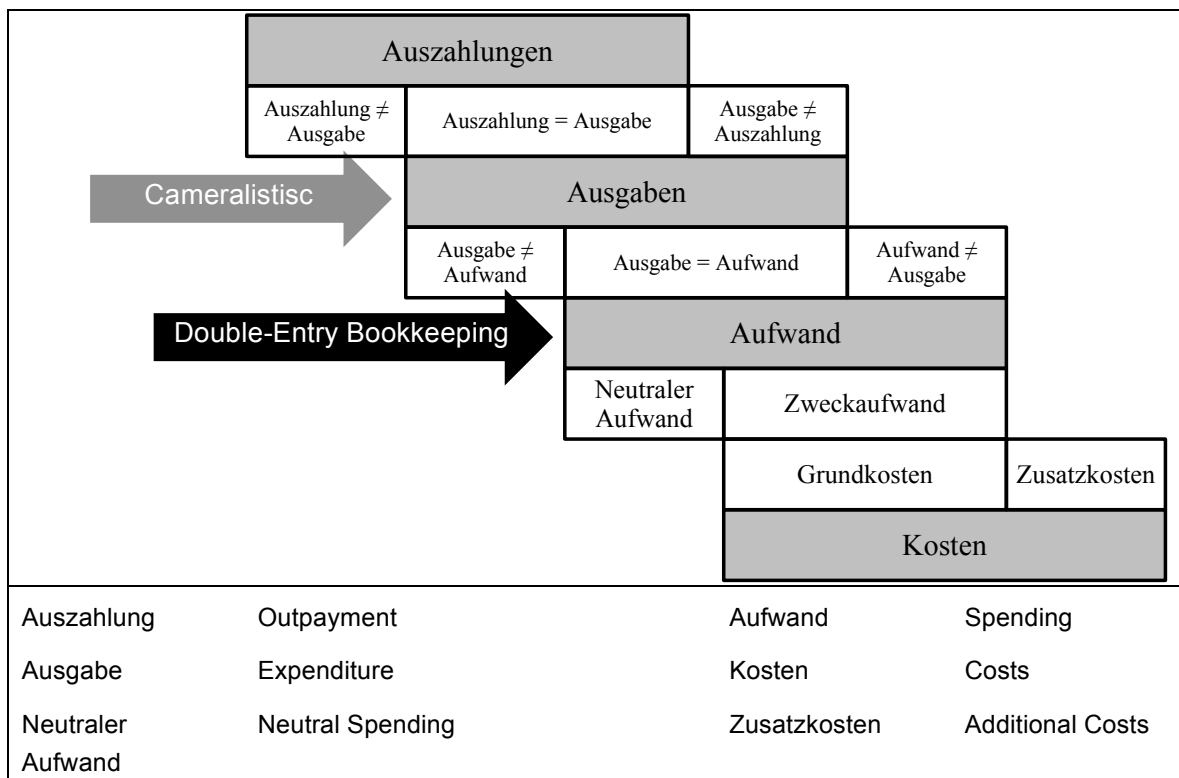 Auszahlungen
Auszahlung ≠
Ausgabe
Auszahlung = Ausgabe
Ausgabe ≠
Auszahlung
Cameralistisc
Ausgaben
Ausgabe ≠
Aufwand
Ausgabe = Aufwand
Aufwand ≠
Ausgabe
Double-Entry Bookkeeping
Aufwand
Neutraler
Aufwand
Zweckaufwand
Grundkosten
Zusatzkosten
Kosten
Auszahlung Outpayment Aufwand Spending
Ausgabe Expenditure Kosten Costs
Neutraler Neutral Spending Zusatzkosten Additional Costs
Aufwand